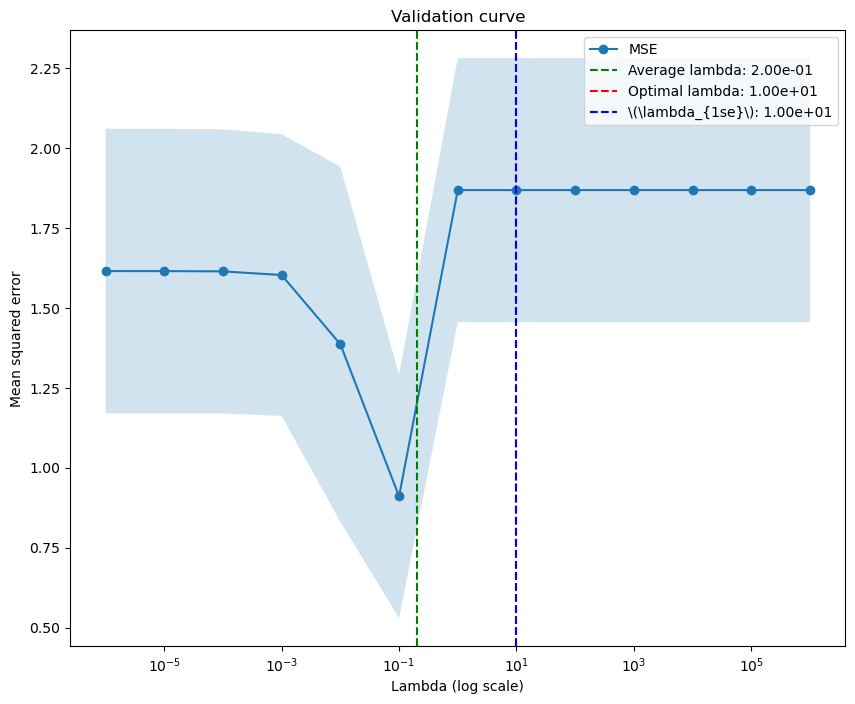 Validation curve
MSE
Average lambda: 2.00e-01
Optimal lambda: 1.00e+01
\(\lambda_{1se}\): 1.00e+01
Mean squared error
2.25
2.00
1.75
1.50
1.25
1.00
0.75
0.50
10^{-5}
10^{-3}
10^{-1}
10^{1}
10^{3}
10^{5}
Lambda (log scale)